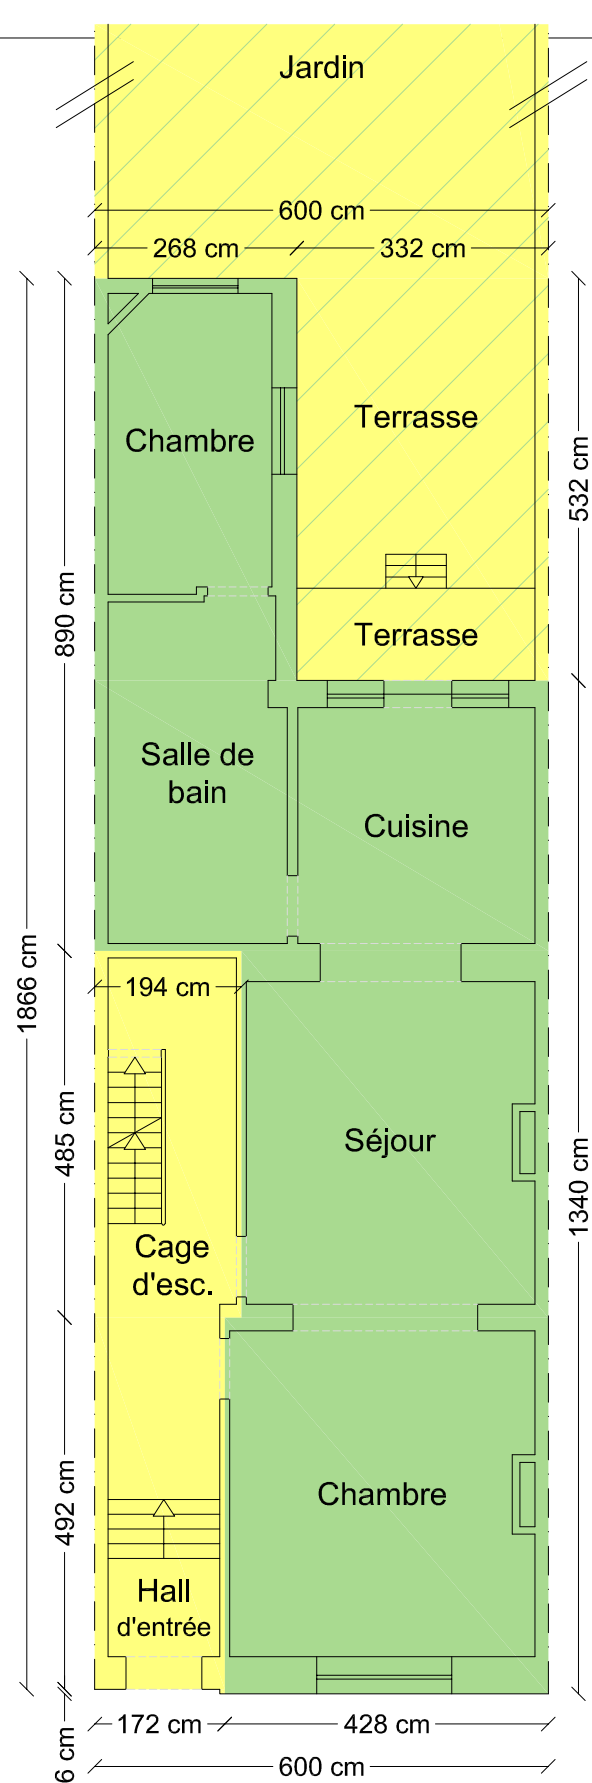 Jardin
600 cm
268 cm
332 cm
Terrasse
Chambre
532 cm
890 cm
Terrasse
Salle de
bain
Cuisine
1866 cm
194 cm
485 cm
Séjour
1340 cm
Cage
d'esc.
492 cm
Chambre
Hall
d'entrée
172 cm
428 cm
6 cm
600 cm